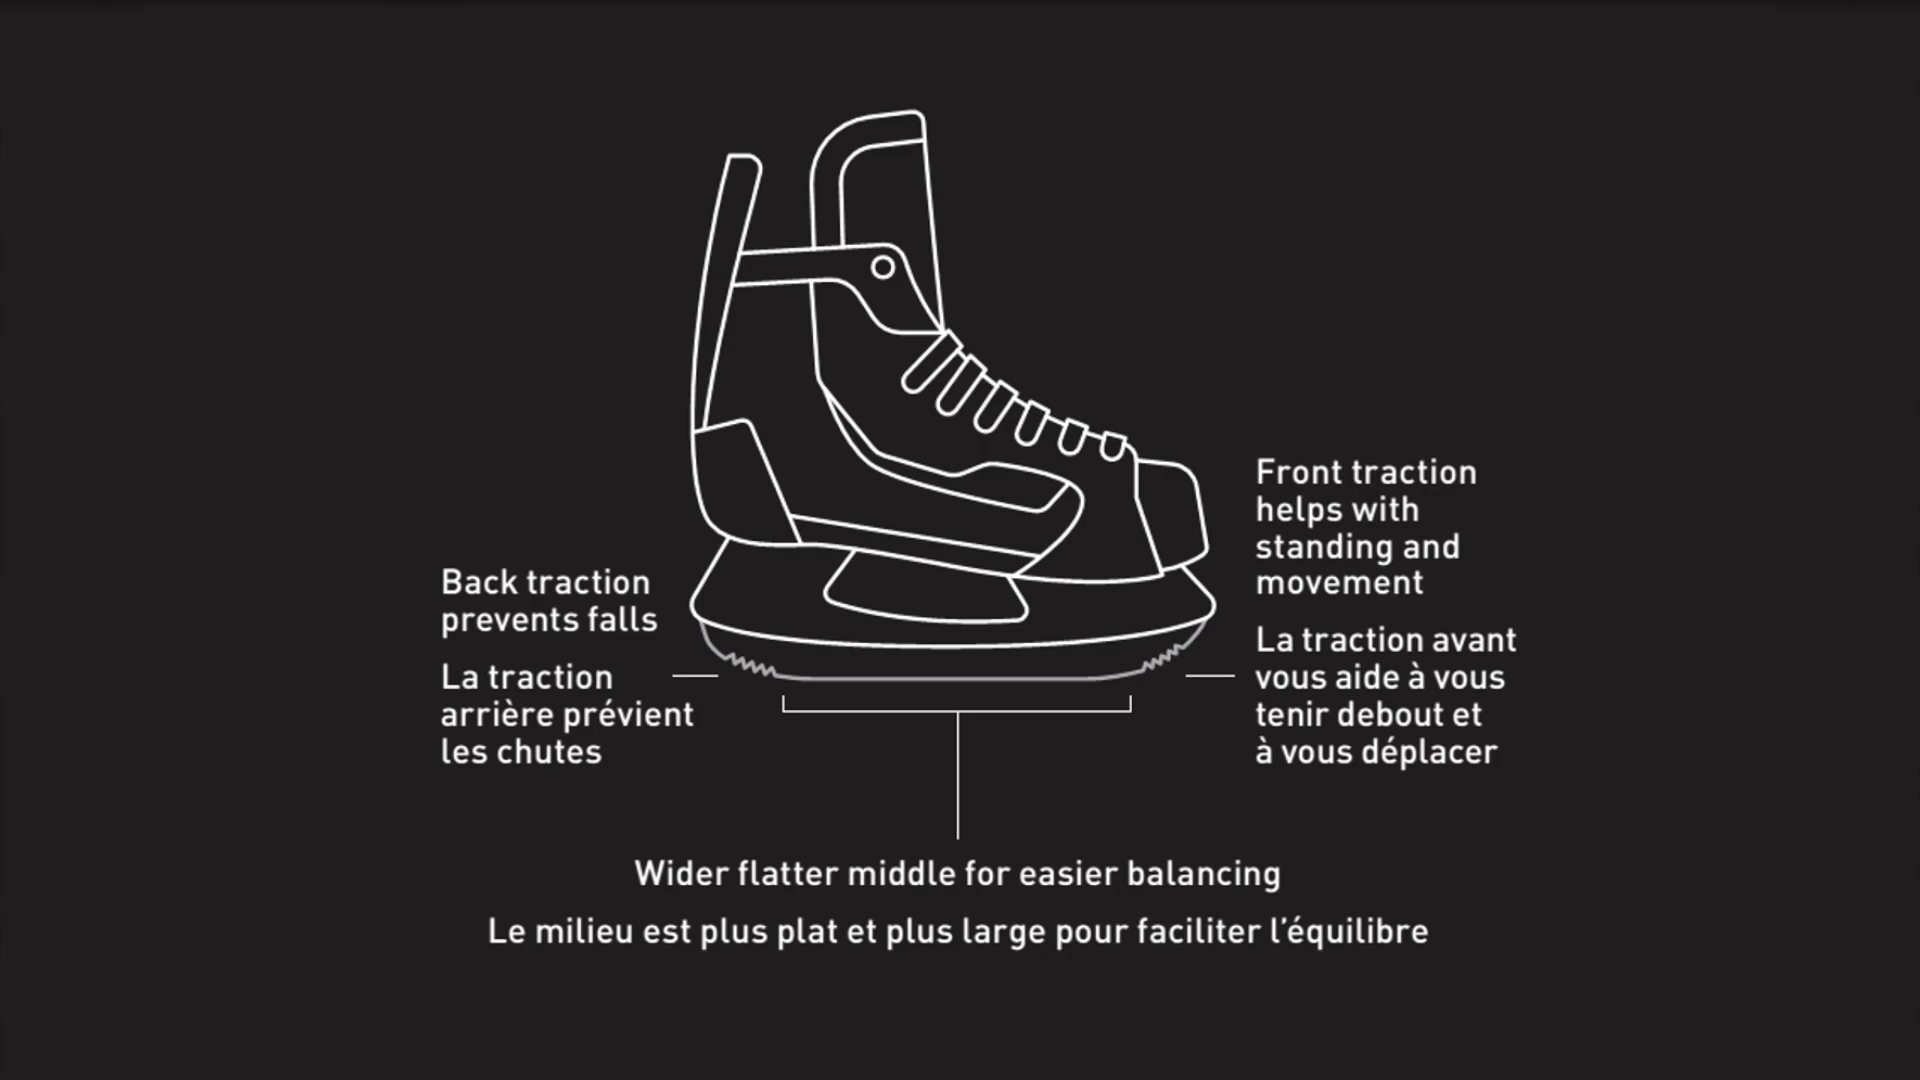 Front traction
helps with
standing and
movement
La traction avant
vous aide à vous
tenir debout et
à vous déplacer
Back traction
prevents falls
La traction
arrière prévient
les chutes
Wider flatter middle for easier balancing
Le milieu est plus plat et plus large pour faciliter l'équilibre